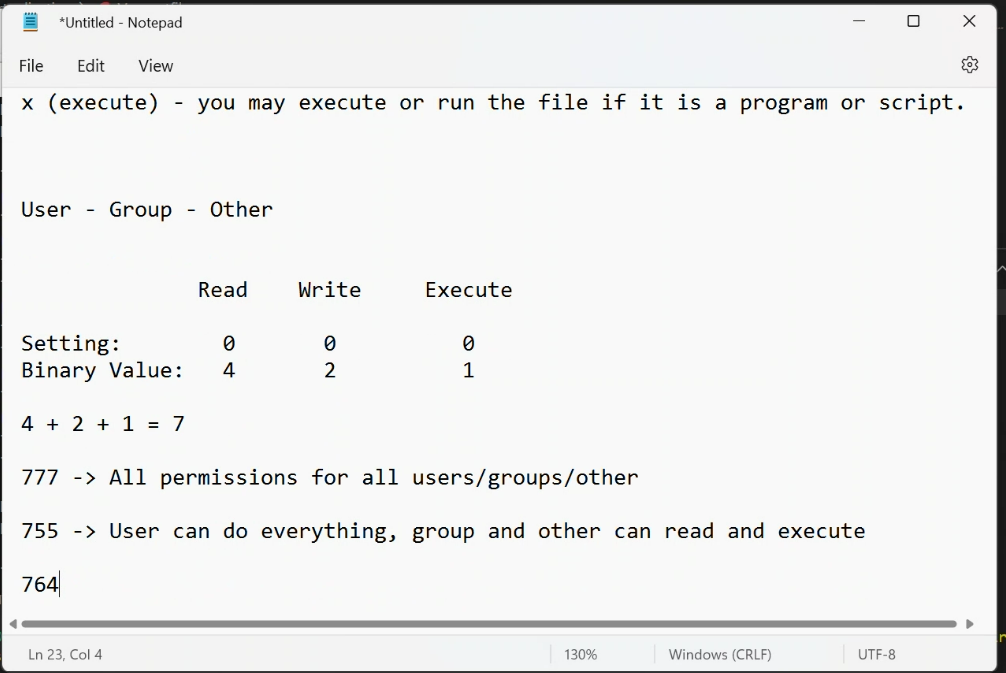 *Untitled - Notepad
File Edit View
x (execute) - you may execute or run the file if it is a program or script.
User - Group - Other
Read Write Execute
Setting: 0 0 0
Binary Value: 4 2 1
4 + 2 + 1 = 7
777 -> All permissions for all users/groups/other
755 -> User can do everything, group and other can read and execute
764
Ln 23, Col 4 130% Windows (CRLF) UTF-8